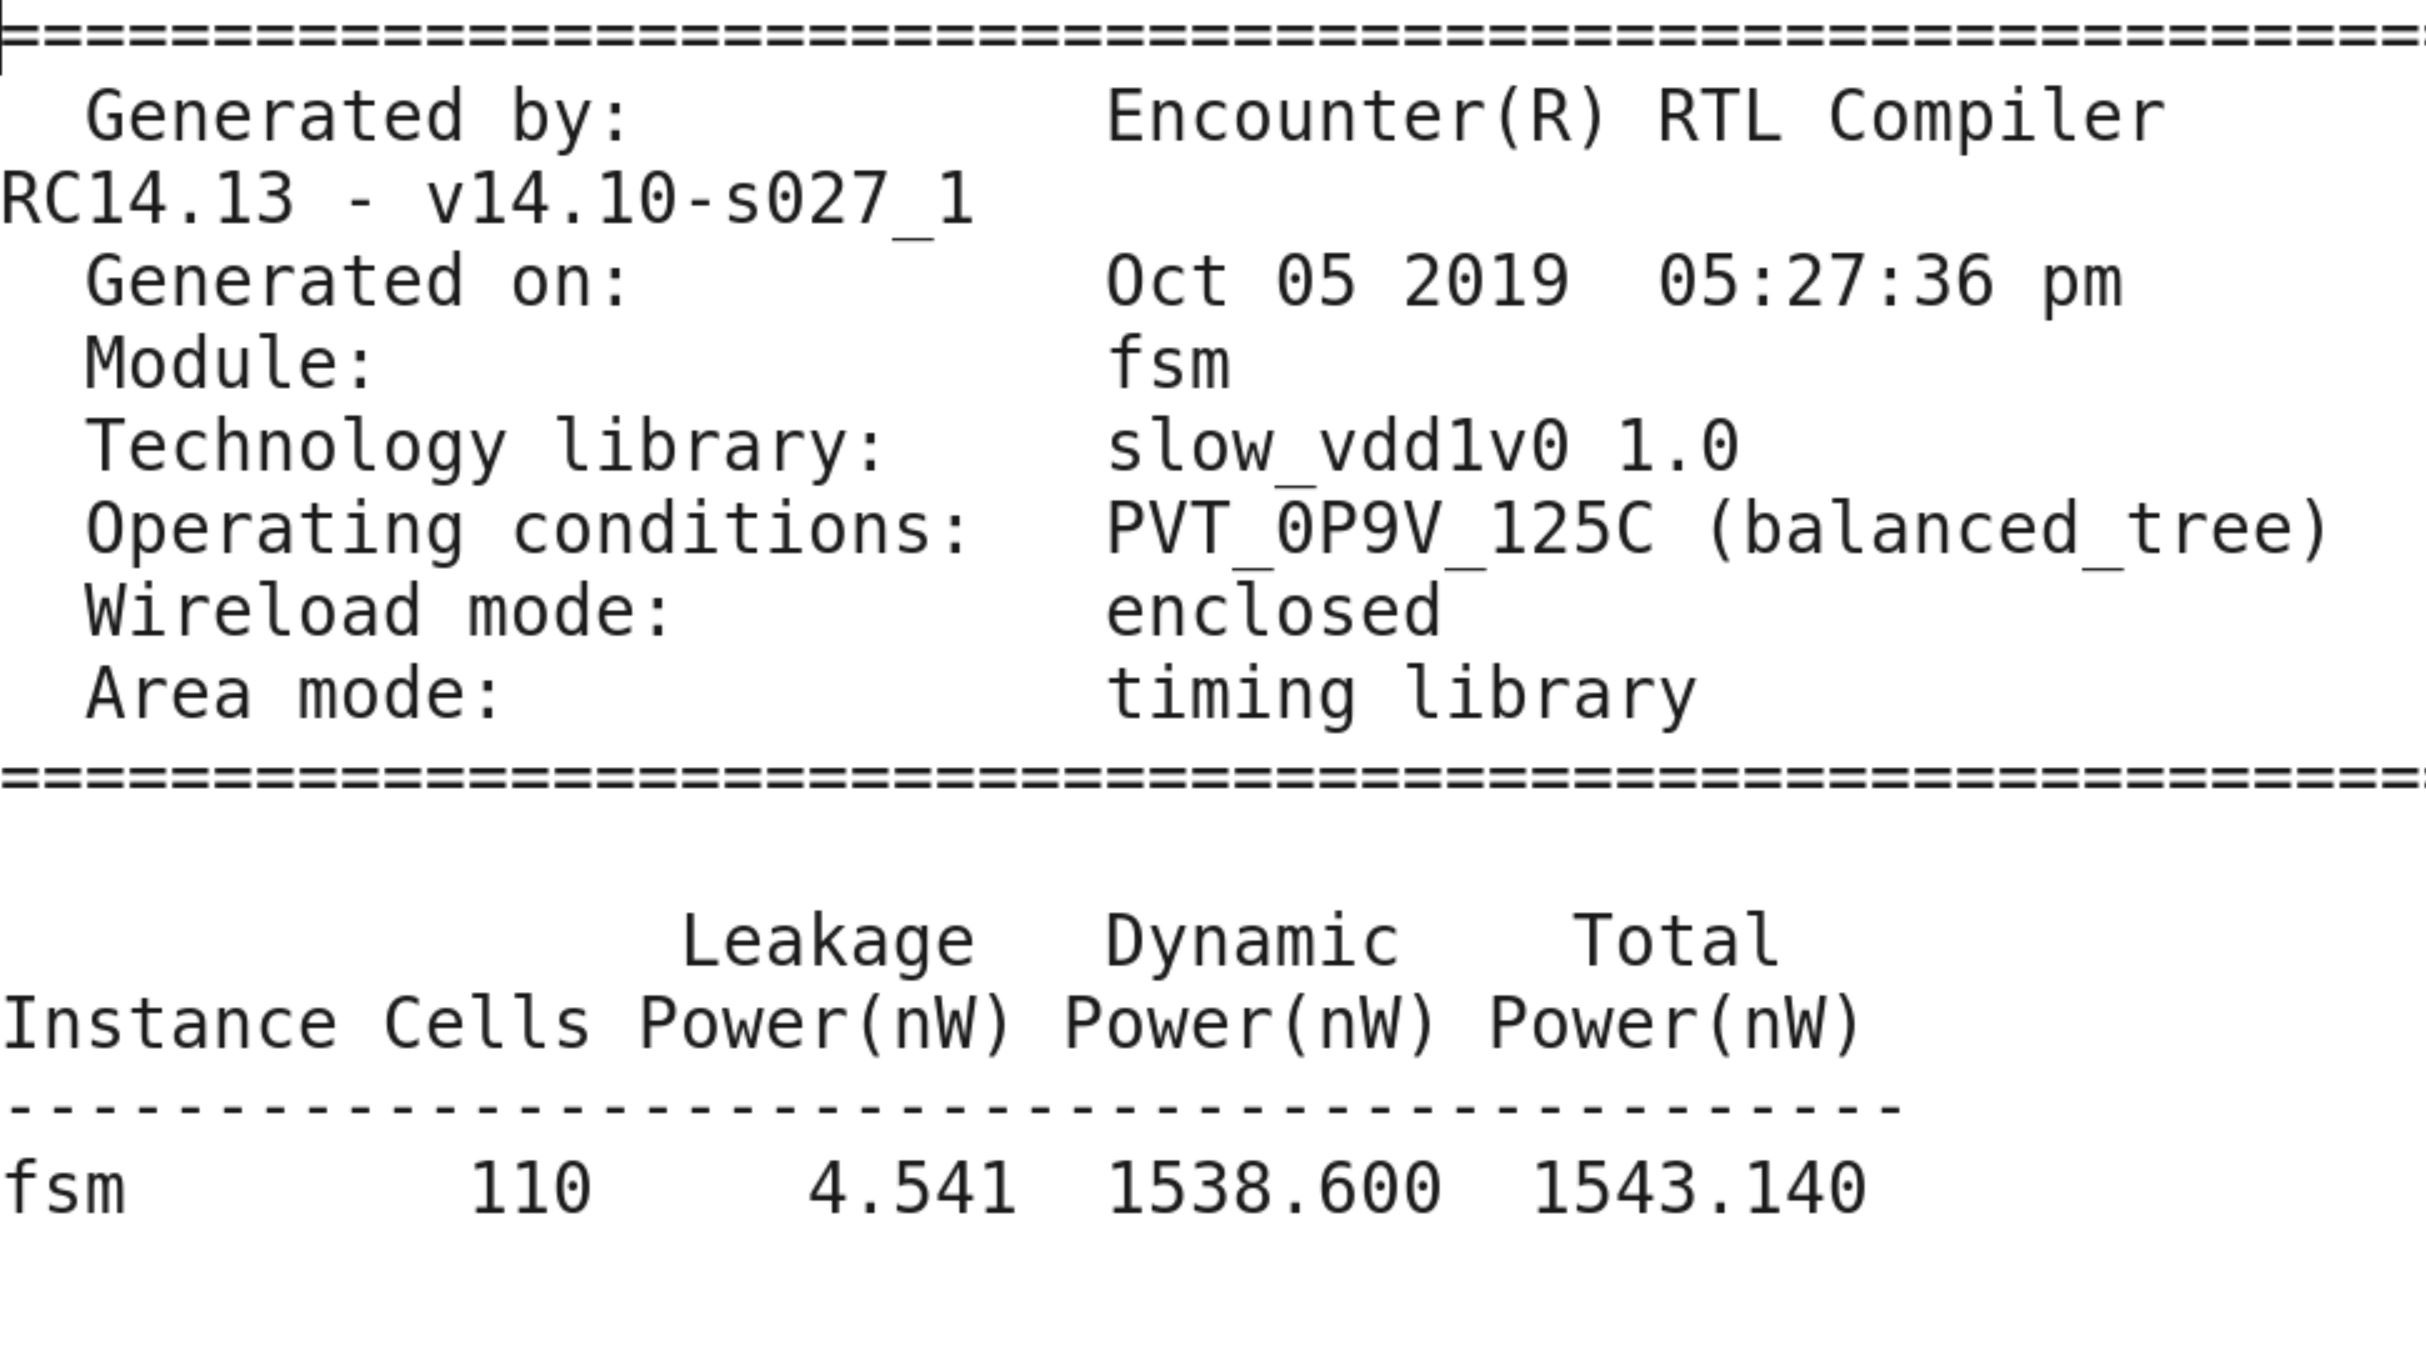 =========================================================
Generated by: Encounter(R) RTL Compiler
RC14.13 - v14.10-s027_1
Generated on: Oct 05 2019 05:27:36 pm
Module: fsm
Technology library: slow_vdd1v0 1.0
Operating conditions: PVT_0P9V_125C (balanced_tree)
Wireload mode: enclosed
Area mode: timing library
=========================================================
Leakage Dynamic Total
Instance Cells Power(nW) Power(nW) Power(nW)
---------------------------------------------
fsm 110 4.541 1538.600 1543.140